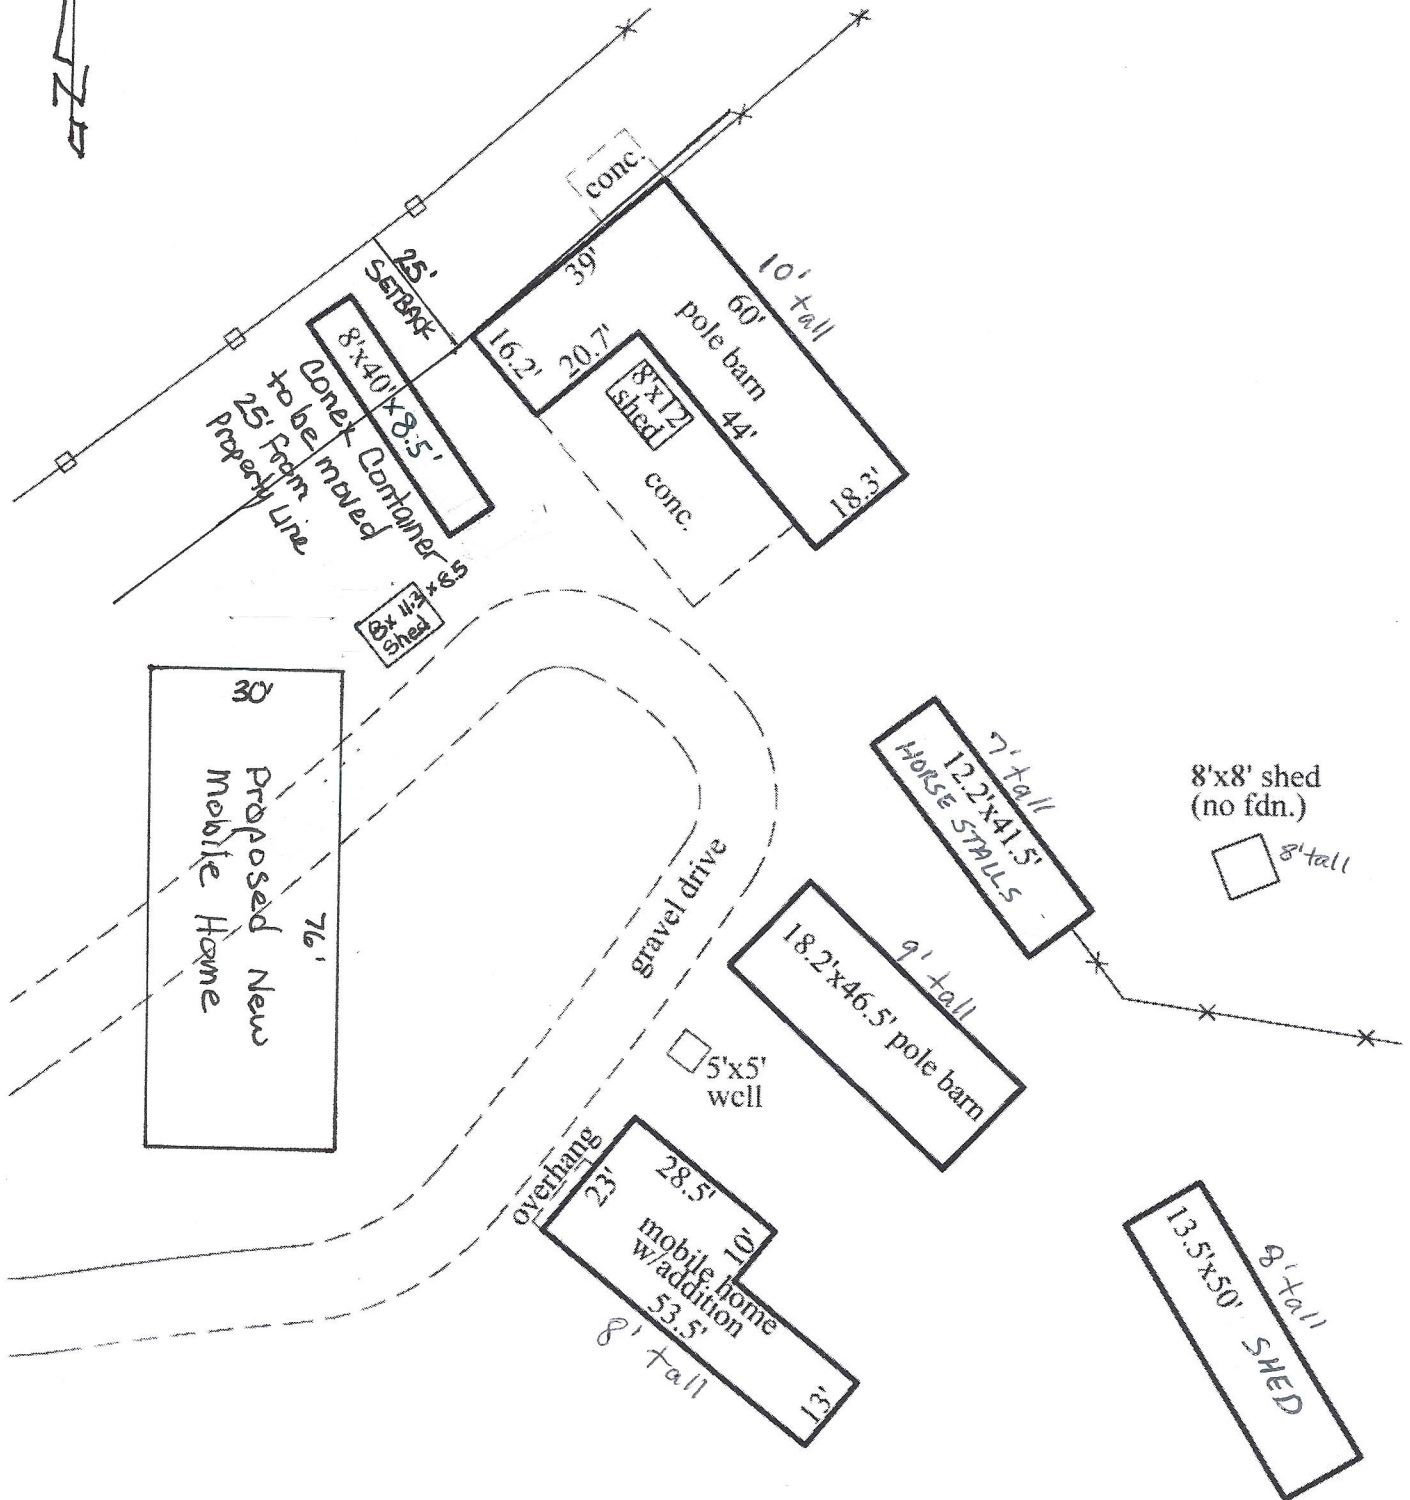 N
conc.
25'
SETBACK
39'
10'
tall
60'
pole barn
16.2'
20.7'
8'x12
shed
44'
18.3'
conc.
8'x40'x8.5'
Conex Container
to be moved
25' From
Property Line
8x 11.3 x 8.5
Shed
30'
76'
Proposed New
Mobile Home
gravel drive
7' tall
12.2'x41.5'
HORSE STALLS
8'x8' shed
(no fdn.)
8' tall
9' tall
18.2'x46.5' pole barn
5'x5'
well
overhang
23'
28.5'
10'
mobile home
w/addition
53.5'
8' tall
13'
13.5'x50' SHED
8' tall